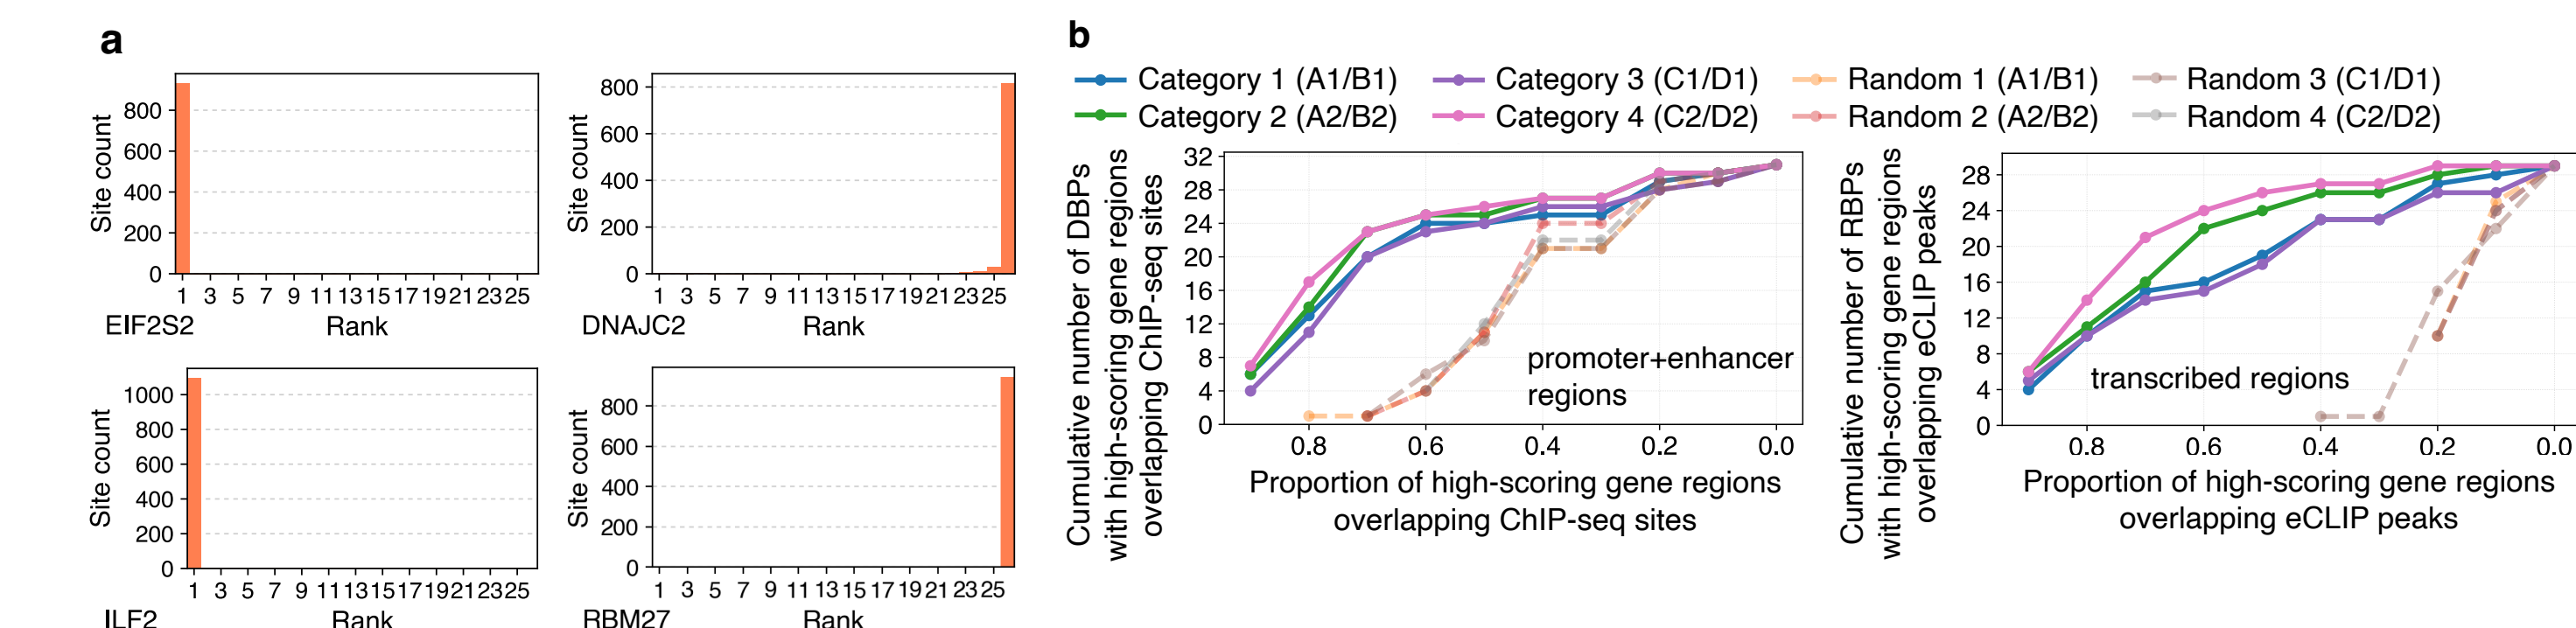 a
Site count
800
600
400
200
0
1 3 5 7 9 11 13 15 17 19 21 23 25
EIF2S2
Rank
Site count
800
600
400
200
0
1 3 5 7 9 11 13 15 17 19 21 23 25
DNAJC2
Rank
Site count
1000
800
600
400
200
0
1 3 5 7 9 11 13 15 17 19 21 23 25
ILF2
Rank
Site count
800
600
400
200
0
1 3 5 7 9 11 13 15 17 19 21 23 25
RBM27
Rank
b
Category 1 (A1/B1)
Category 2 (A2/B2)
Category 3 (C1/D1)
Category 4 (C2/D2)
Random 1 (A1/B1)
Random 2 (A2/B2)
Random 3 (C1/D1)
Random 4 (C2/D2)
Cumulative number of DBPs
with high-scoring gene regions
overlapping ChIP-seq sites
32
28
24
20
16
12
8
4
0
promoter+enhancer
regions
0.8 0.6 0.4 0.2 0.0
Proportion of high-scoring gene regions
overlapping ChIP-seq sites
Cumulative number of RBPs
with high-scoring gene regions
overlapping eCLIP peaks
28
24
20
16
12
8
4
0
transcribed regions
0.8 0.6 0.4 0.2 0.0
Proportion of high-scoring gene regions
overlapping eCLIP peaks